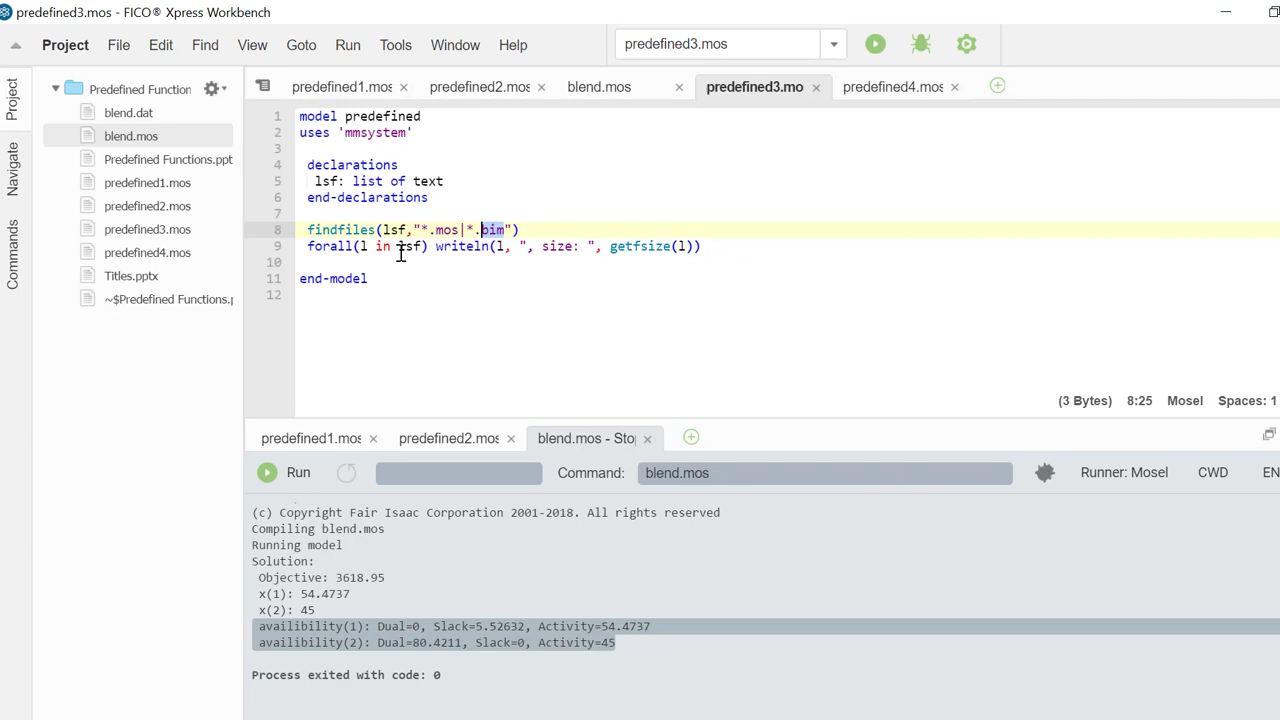 predefined3.mos - FICO® Xpress Workbench
Project File Edit Find View Goto Run Tools Window Help predefined3.mos
Project
Navigate
Commands
Predefined Function
blend.dat
blend.mos
Predefined Functions.ppt
predefined1.mos
predefined2.mos
predefined3.mos
predefined4.mos
Titles.pptx
~$Predefined Functions.p
predefined1.mos predefined2.mos blend.mos predefined3.mo predefined4.mos
1 model predefined
2 uses 'mmsystem'
3
4 declarations
5 lsf: list of text
6 end-declarations
7
8 findfiles(lsf,"*.mos|*.bim")
9 forall(l in lsf) writeln(l, ", size: ", getfsize(l))
10
11 end-model
12
(3 Bytes) 8:25 Mosel Spaces: 1
predefined1.mos predefined2.mos blend.mos - Stop
Run Command: blend.mos Runner: Mosel CWD EN
(c) Copyright Fair Isaac Corporation 2001-2018. All rights reserved
Compiling blend.mos
Running model
Solution:
Objective: 3618.95
x(1): 54.4737
x(2): 45
availibility(1): Dual=0, Slack=5.52632, Activity=54.4737
availibility(2): Dual=80.4211, Slack=0, Activity=45
Process exited with code: 0